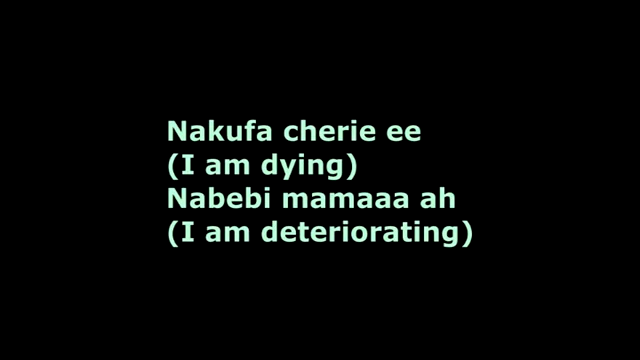 Nakufa cherie ee
(I am dying)
Nabebi mamaaa ah
(I am deteriorating)